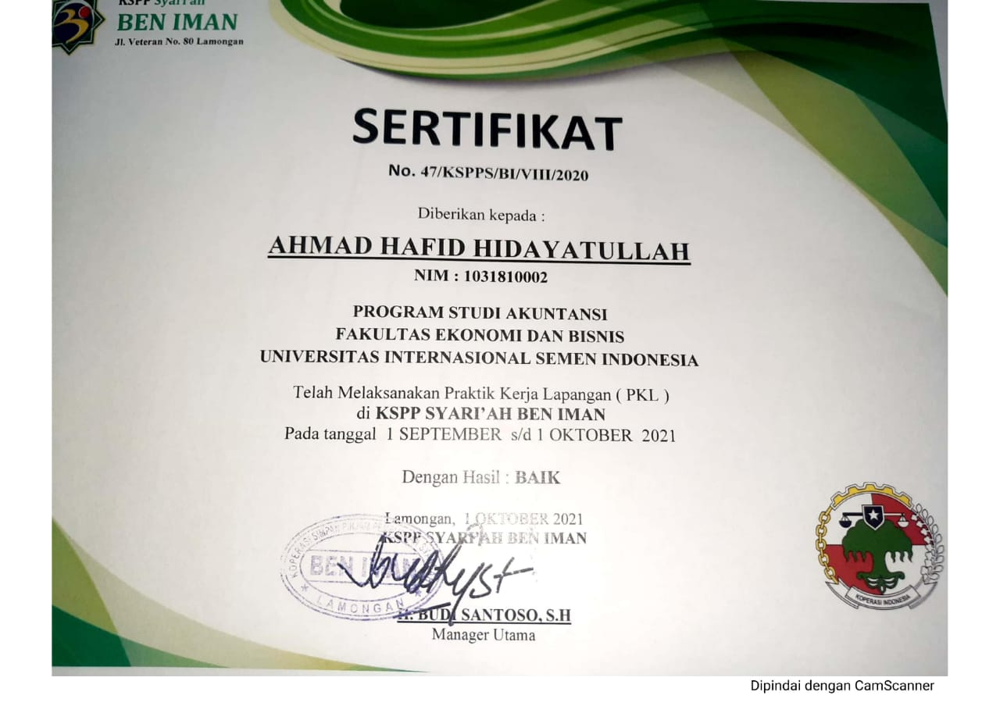 KSPP Syari'ah
BEN IMAN
Jl. Veteran No. 80 Lamongan
SERTIFIKAT
No. 47/KSPPS/BI/VIII/2020
Diberikan kepada :
AHMAD HAFID HIDAYATULLAH
NIM : 1031810002
PROGRAM STUDI AKUNTANSI
FAKULTAS EKONOMI DAN BISNIS
UNIVERSITAS INTERNASIONAL SEMEN INDONESIA
Telah Melaksanakan Praktik Kerja Lapangan ( PKL )
di KSPP SYARI'AH BEN IMAN
Pada tanggal 1 SEPTEMBER s/d 1 OKTOBER 2021
Dengan Hasil : BAIK
Lamongan, 1 OKTOBER 2021
KSPP SYARI'AH BEN IMAN
KOPERASI SIMPAN PINJAM
BEN IMAN
LAMONGAN
H. BUDI SANTOSO, S.H
Manager Utama
KOPERASI INDONESIA
Dipindai dengan CamScanner